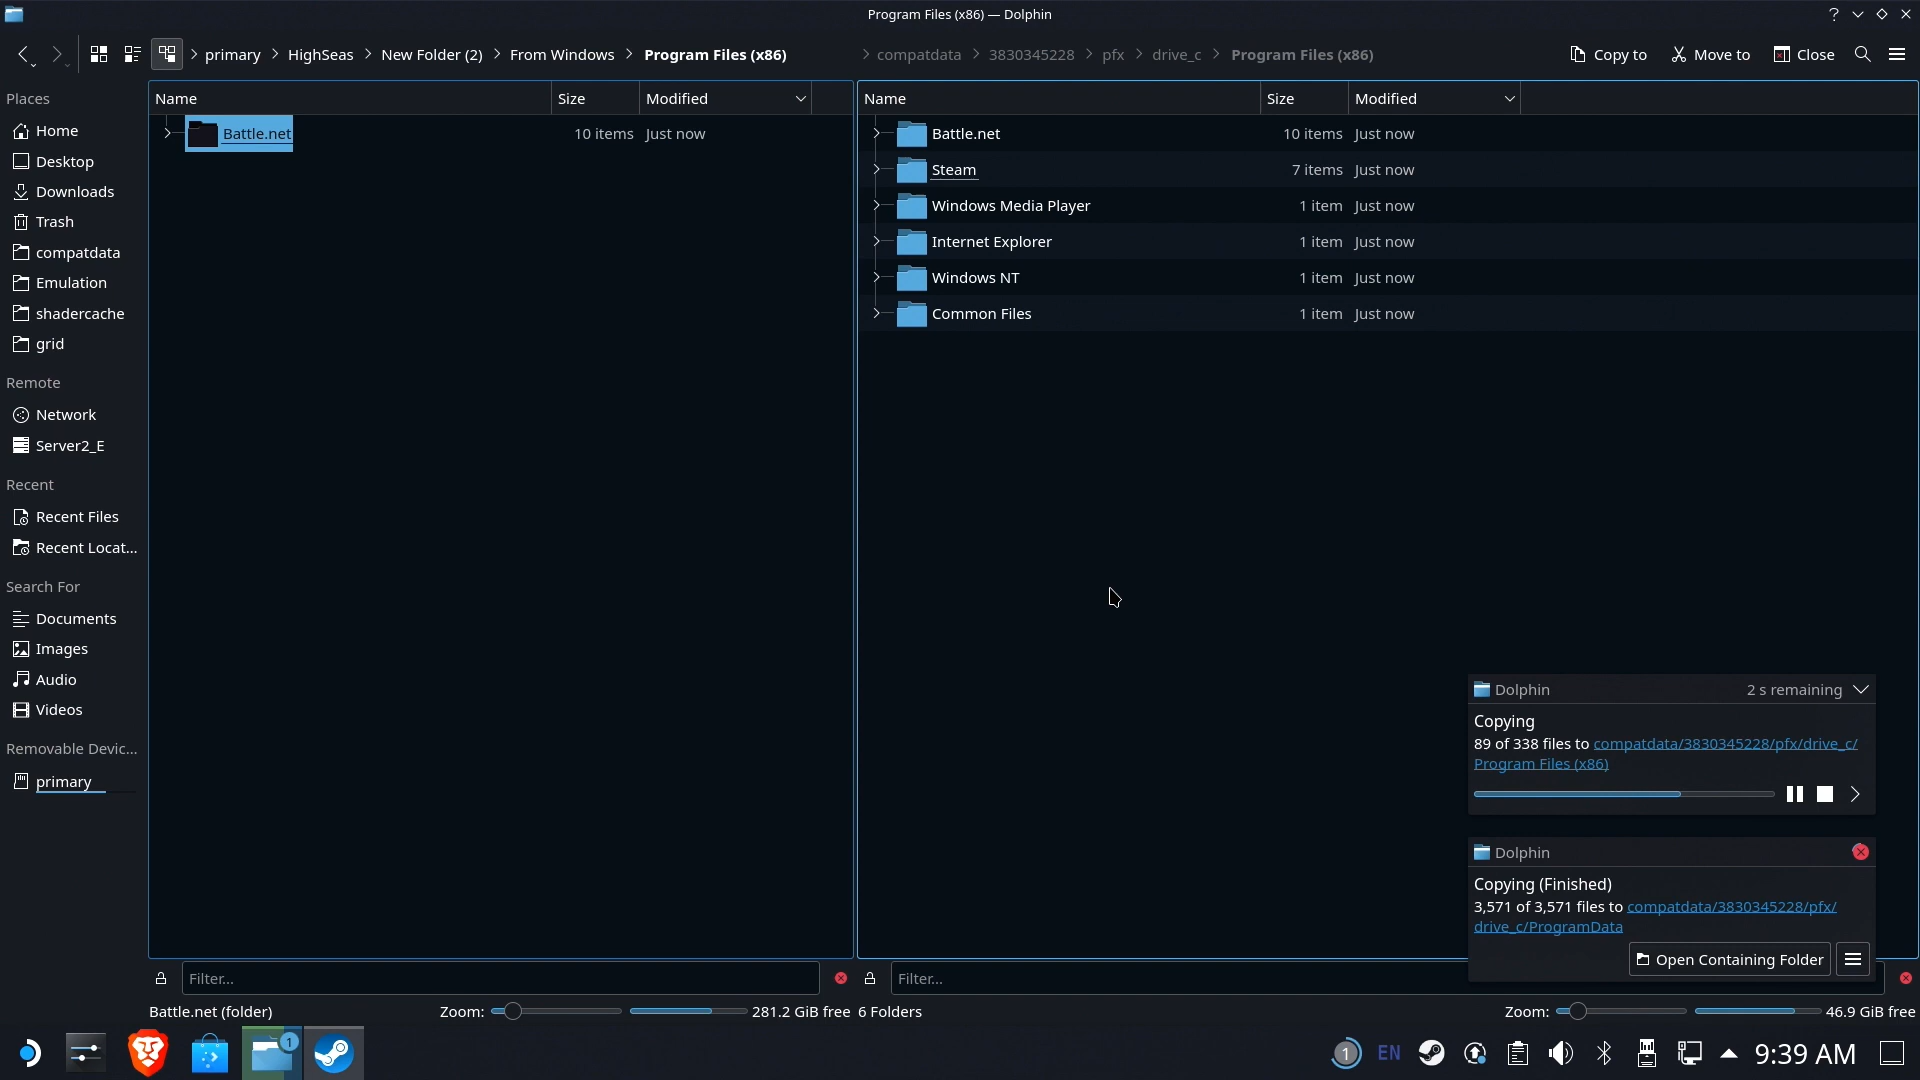 Program Files (x86) — Dolphin
primary HighSeas New Folder (2) From Windows Program Files (x86) compatdata 3830345228 pfx drive_c Program Files (x86) Copy to Move to Close
Places
Home
Desktop
Downloads
Trash
compatdata
Emulation
shadercache
grid
Remote
Network
Server2_E
Recent
Recent Files
Recent Locat...
Search For
Documents
Images
Audio
Videos
Removable Devic...
primary
Name Size Modified
Battle.net 10 items Just now
Name Size Modified
Battle.net 10 items Just now
Steam 7 items Just now
Windows Media Player 1 item Just now
Internet Explorer 1 item Just now
Windows NT 1 item Just now
Common Files 1 item Just now
Dolphin 2 s remaining
Copying
89 of 338 files to compatdata/3830345228/pfx/drive_c/
Program Files (x86)
Dolphin
Copying (Finished)
3,571 of 3,571 files to compatdata/3830345228/pfx/
drive_c/ProgramData
Open Containing Folder
Filter...
Filter...
Battle.net (folder) Zoom: 281.2 GiB free 6 Folders Zoom: 46.9 GiB free
1 1 EN 9:39 AM